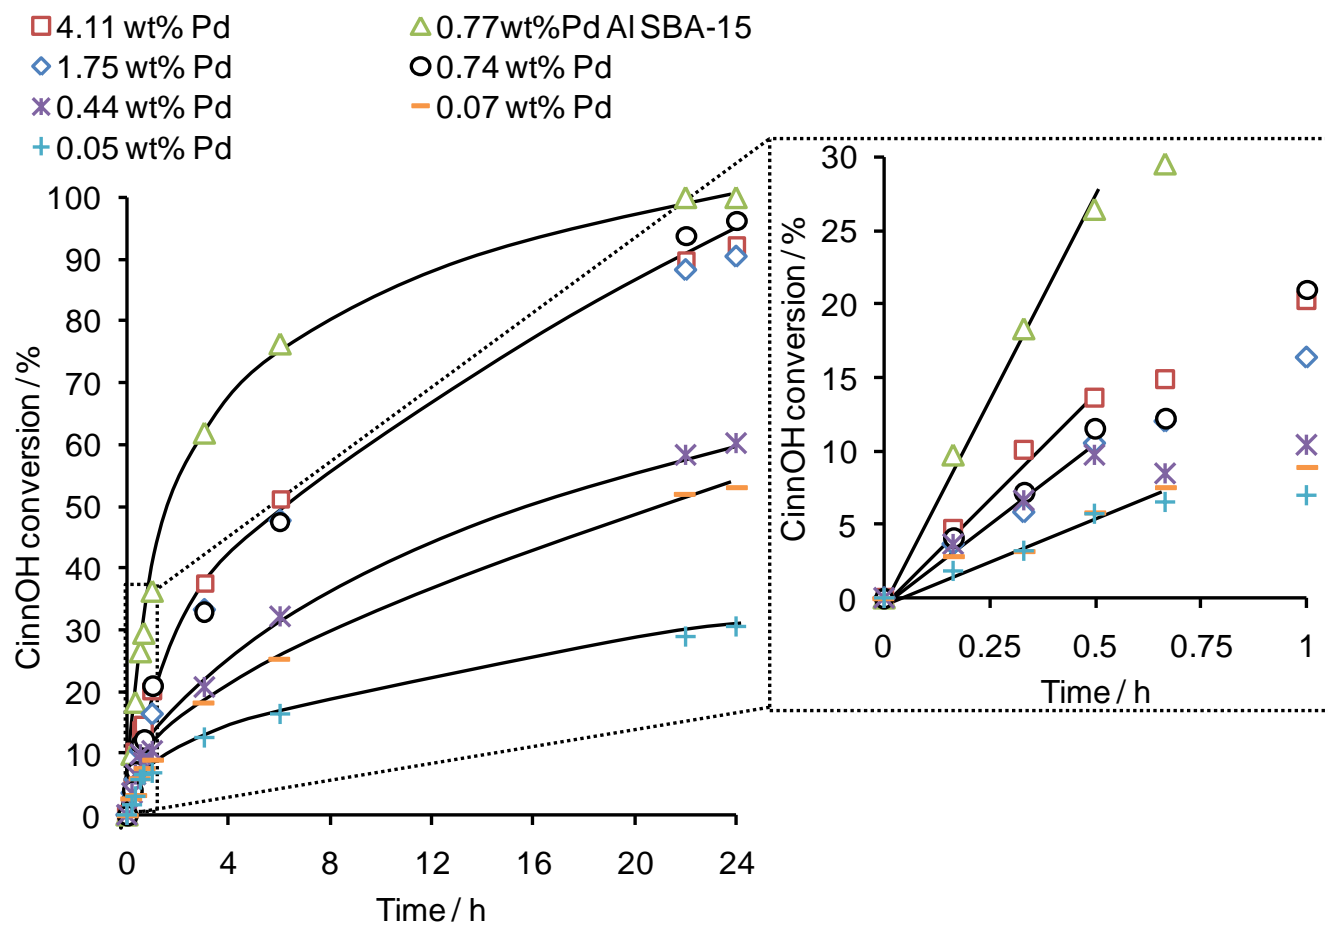 4.11 wt% Pd
0.77wt%Pd Al SBA-15
1.75 wt% Pd
0.74 wt% Pd
0.44 wt% Pd
0.07 wt% Pd
0.05 wt% Pd
CinnOH conversion / %
100
90
80
70
60
50
40
30
20
10
0
0 4 8 12 16 20 24
Time / h
CinnOH conversion / %
30
25
20
15
10
5
0
0 0.25 0.5 0.75 1
Time / h